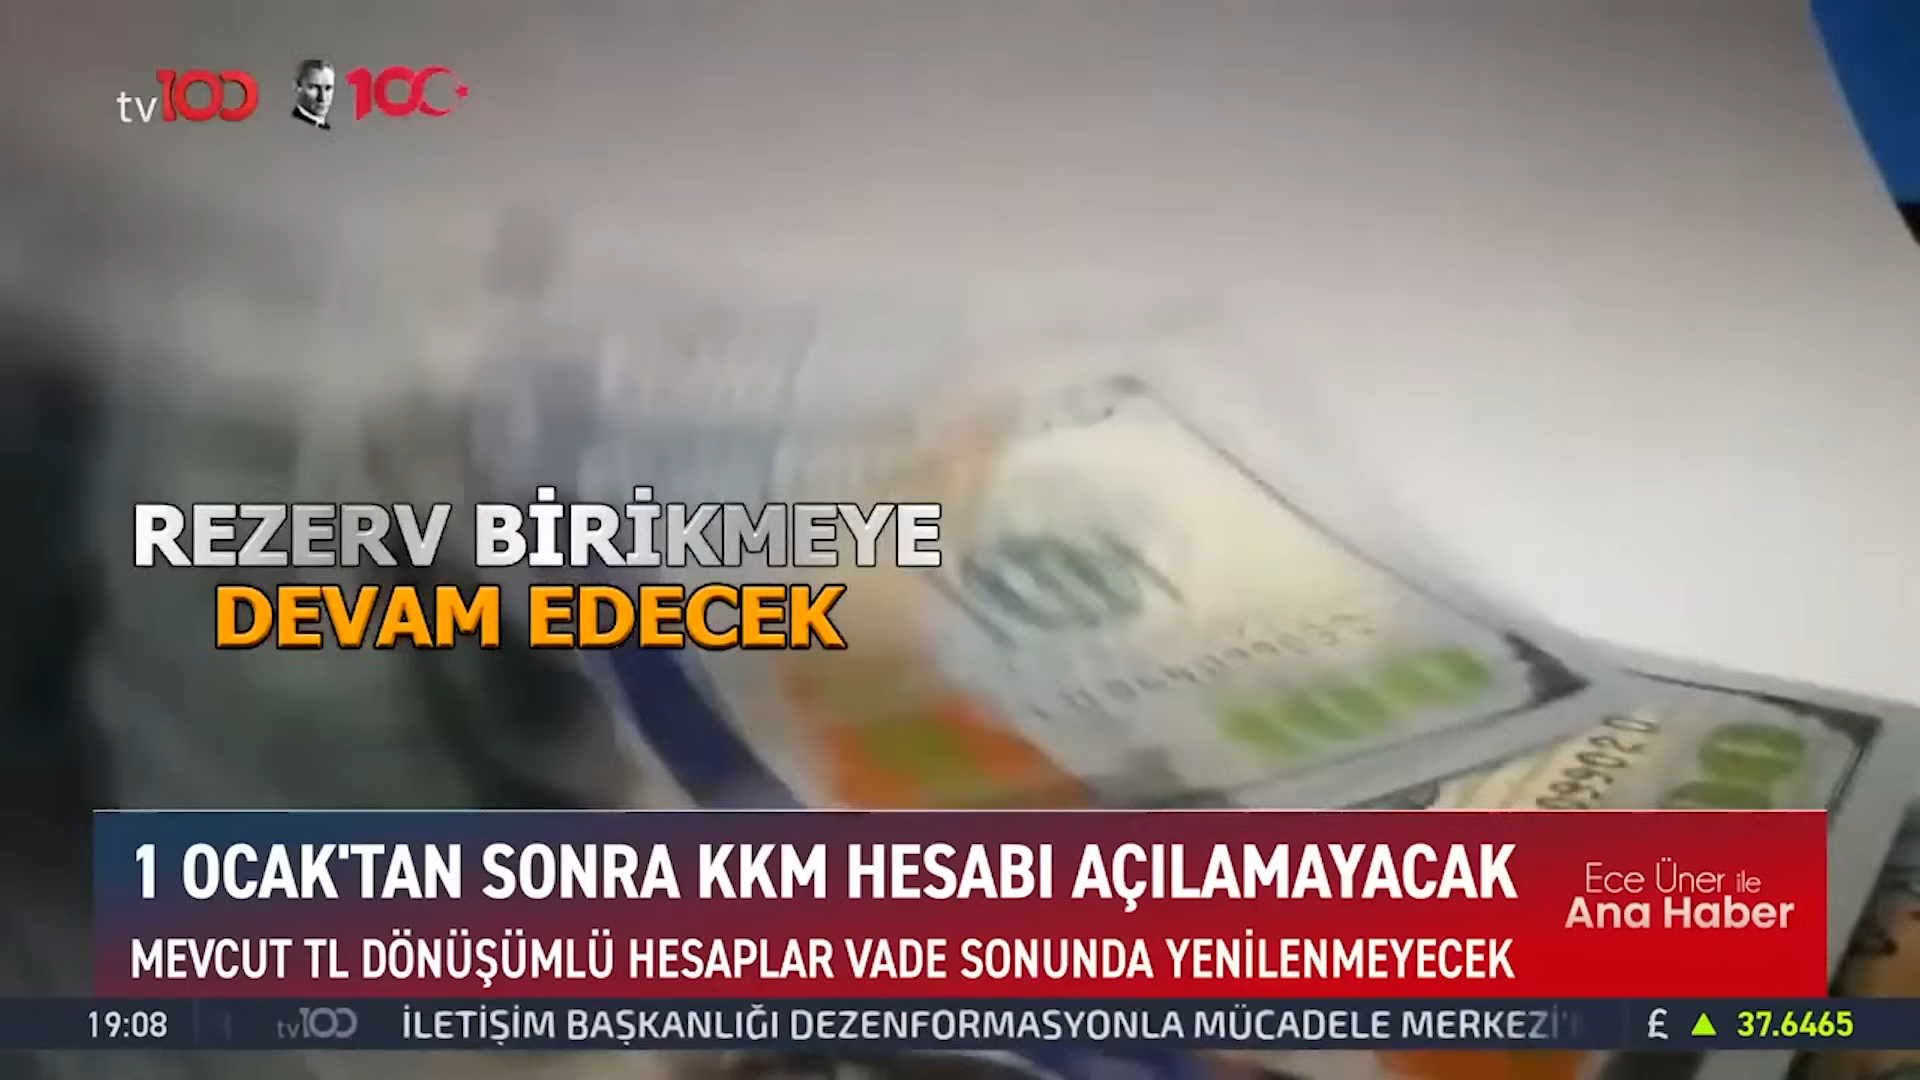 tv100
100
REZERV BİRİKMEYE
DEVAM EDECEK
1 OCAK'TAN SONRA KKM HESABI AÇILAMAYACAK
MEVCUT TL DÖNÜŞÜMLÜ HESAPLAR VADE SONUNDA YENİLENMEYECEK
Ece Üner ile
Ana Haber
19:08 tv100 İLETİŞİM BAŞKANLIĞI DEZENFORMASYONLA MÜCADELE MERKEZİ' £ ▲ 37.6465